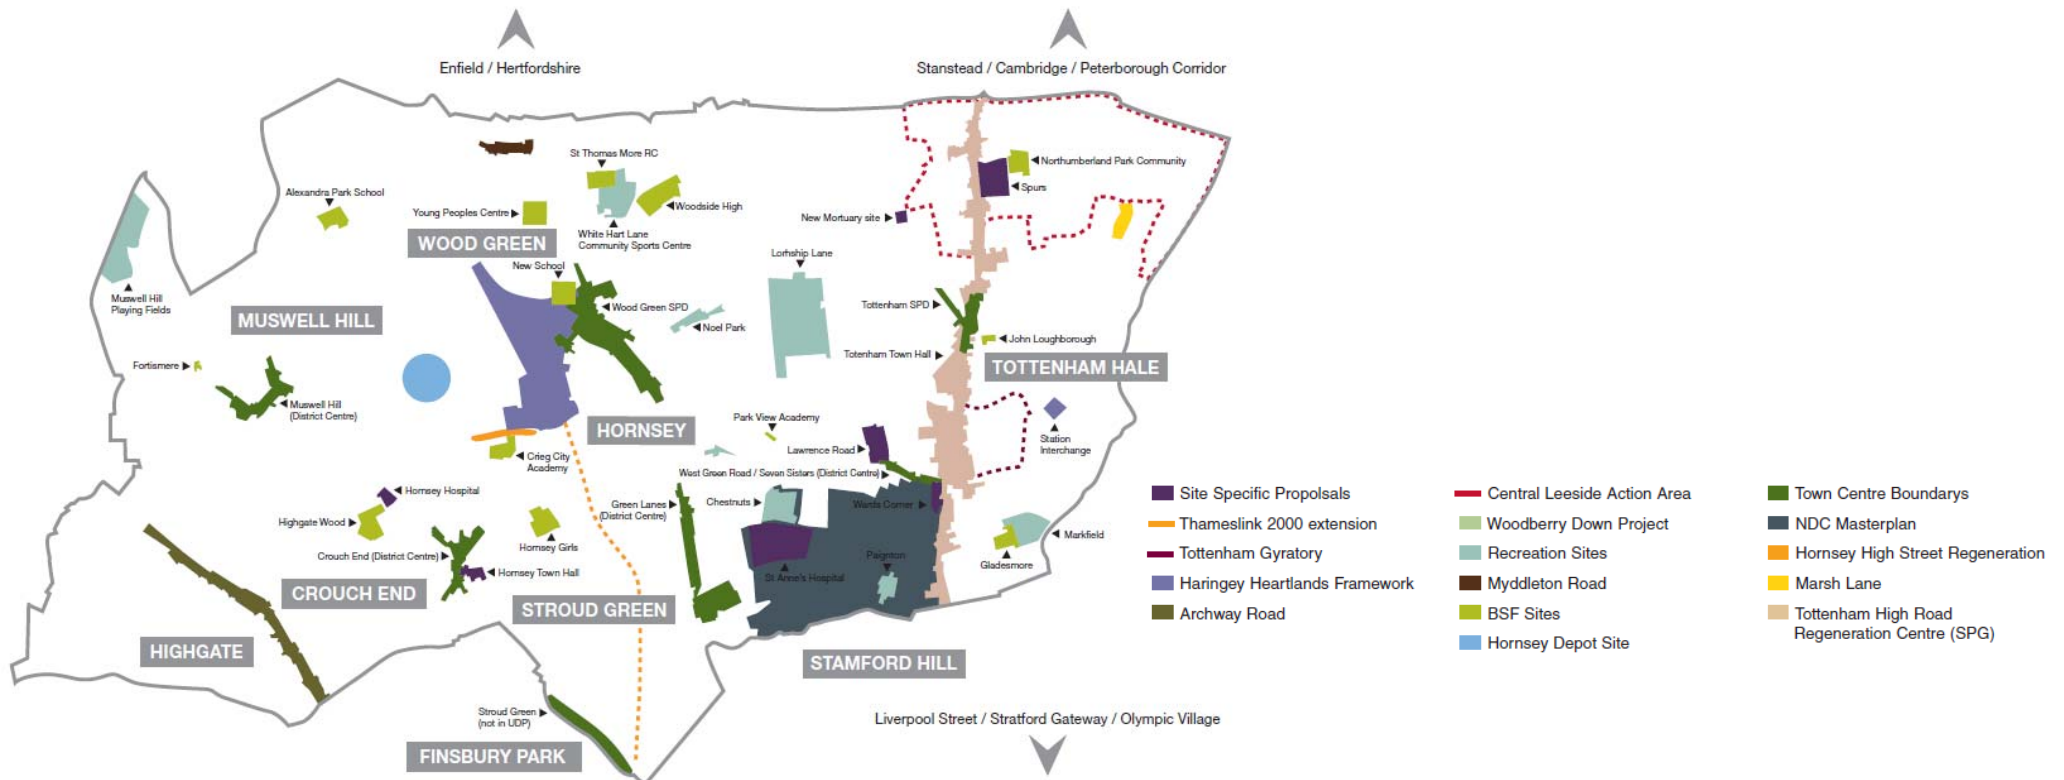 Enfield / Hertfordshire
Stanstead / Cambridge / Peterborough Corridor
St Thomas More RC
Northumberland Park Community
Alexandra Park School
Spurs
Woodside High
Young Peoples Centre
New Mortuary site
WOOD GREEN
White Hart Lane
Community Sports Centre
Lorhship Lane
New School
Muswell Hill
Playing Fields
Wood Green SPD
Tottenham SPD
MUSWELL HILL
Noel Park
John Loughborough
Totenham Town Hall
Fortismere
TOTTENHAM HALE
Muswell Hill
(District Centre)
Park View Academy
HORNSEY
Station
Interchange
Lawrence Road
Crieg City
Academy
West Green Road / Seven Sisters (District Centre)
Hornsey Hospital
Green Lanes
(District Centre)
Chestnuts
Wards Corner
Highgate Wood
Markfield
Hornsey Girls
Crouch End (District Centre)
Paignton
Gladesmore
Hornsey Town Hall
St Anne's Hospital
CROUCH END
STROUD GREEN
HIGHGATE
STAMFORD HILL
Stroud Green
(not in UDP)
Liverpool Street / Stratford Gateway / Olympic Village
FINSBURY PARK
Site Specific Propolsals
Thameslink 2000 extension
Tottenham Gyratory
Haringey Heartlands Framework
Archway Road
Central Leeside Action Area
Woodberry Down Project
Recreation Sites
Myddleton Road
BSF Sites
Hornsey Depot Site
Town Centre Boundarys
NDC Masterplan
Hornsey High Street Regeneration
Marsh Lane
Tottenham High Road
Regeneration Centre (SPG)